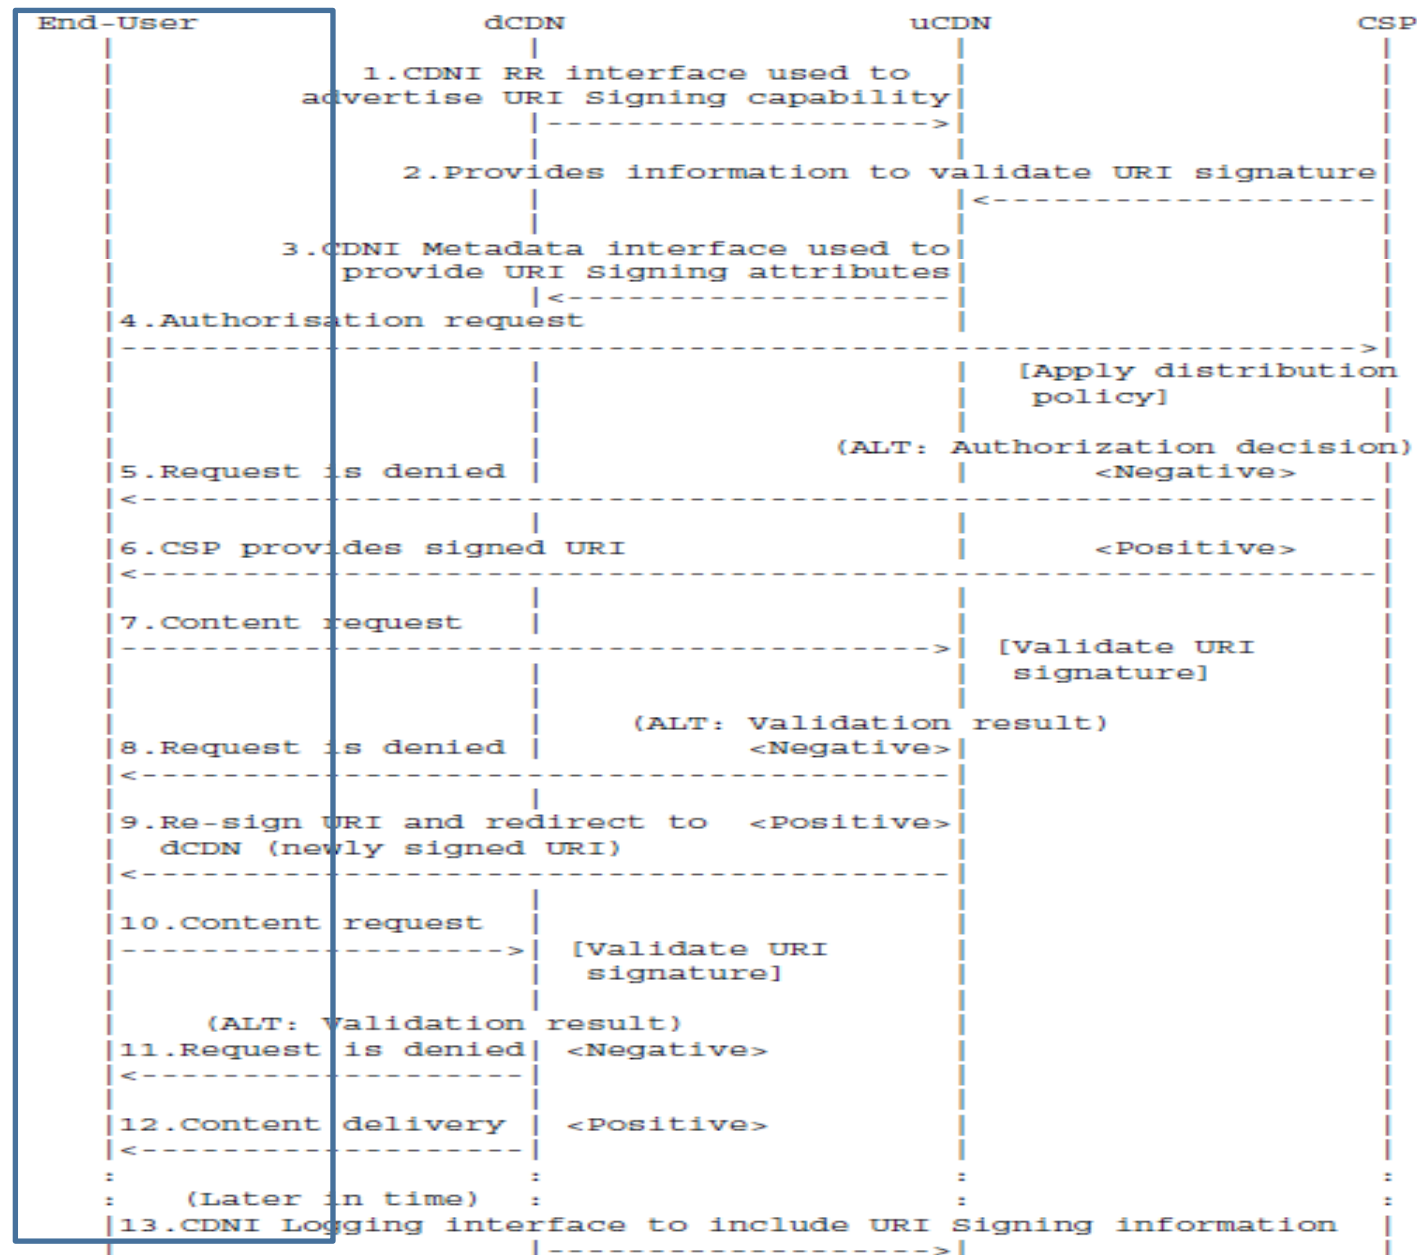 End-User dCDN uCDN CSP
1.CDNI RR interface used to
advertise URI Signing capability
2.Provides information to validate URI signature
3.CDNI Metadata interface used to
provide URI Signing attributes
4.Authorisation request
[Apply distribution
policy]
(ALT: Authorization decision)
5.Request is denied <Negative>
6.CSP provides signed URI <Positive>
7.Content request
[Validate URI
signature]
(ALT: Validation result)
8.Request is denied <Negative>
9.Re-sign URI and redirect to <Positive>
dCDN (newly signed URI)
10.Content request
[Validate URI
signature]
(ALT: Validation result)
11.Request is denied <Negative>
12.Content delivery <Positive>
(Later in time)
13.CDNI Logging interface to include URI Signing information